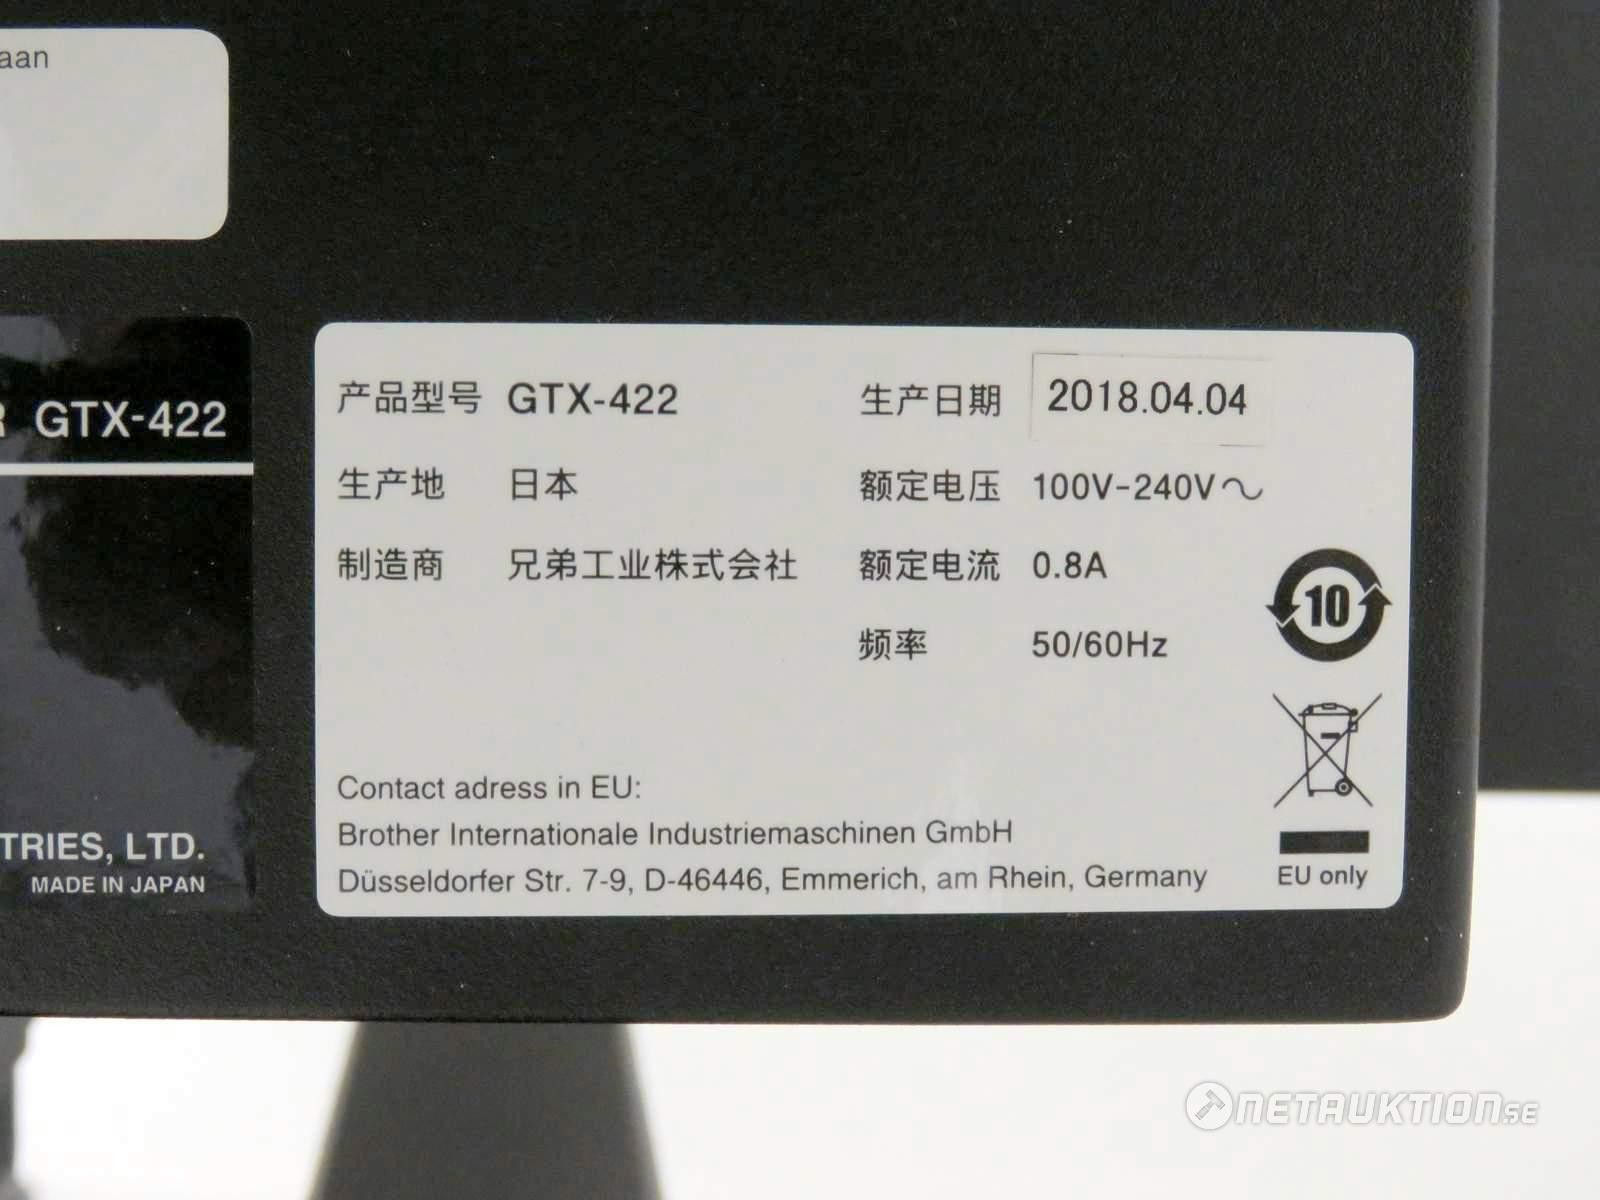 aan
R GTX-422
TRIES, LTD.
MADE IN JAPAN
产品型号 GTX-422 生产日期 2018.04.04
生产地 日本 额定电压 100V-240V～
制造商 兄弟工业株式会社 额定电流 0.8A
频率 50/60Hz
10
Contact adress in EU:
Brother Internationale Industriemaschinen GmbH
Düsseldorfer Str. 7-9, D-46446, Emmerich, am Rhein, Germany
EU only
NETAUKTION.SE